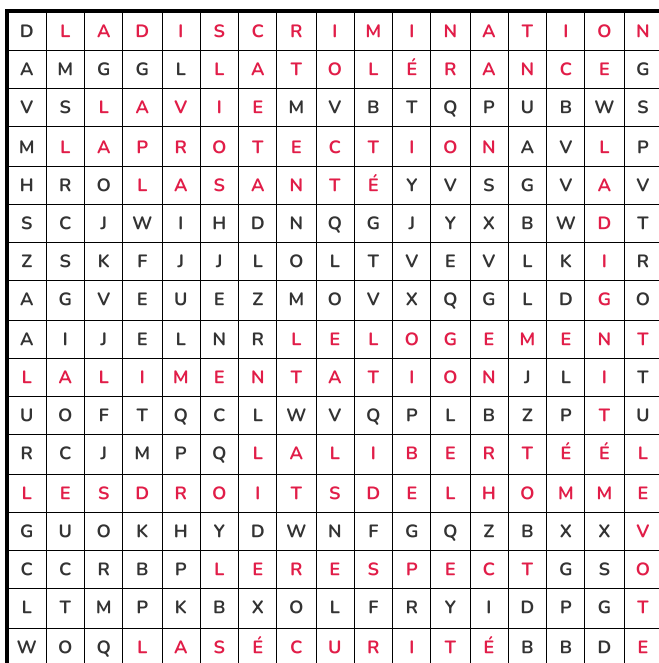 D L A D I S C R I M I N A T I O N
A M G G L L A T O L É R A N C E G
V S L A V I E M V B T Q P U B W S
M L A P R O T E C T I O N A V L P
H R O L A S A N T É Y V S G V A V
S C J W I H D N Q G J Y X B W D T
Z S K F J J L O L T V E V L K I R
A G V E U E Z M O V X Q G L D G O
A I J E L N R L E L O G E M E N T
L A L I M E N T A T I O N J L I T
U O F T Q C L W V Q P L B Z P T U
R C J M P Q L A L I B E R T É É L
L E S D R O I T S D E L H O M M E
G U O K H Y D W N F G Q Z B X X V
C C R B P L E R E S P E C T G S O
L T M P K B X O L F R Y I D P G T
W O Q L A S É C U R I T É B B D E